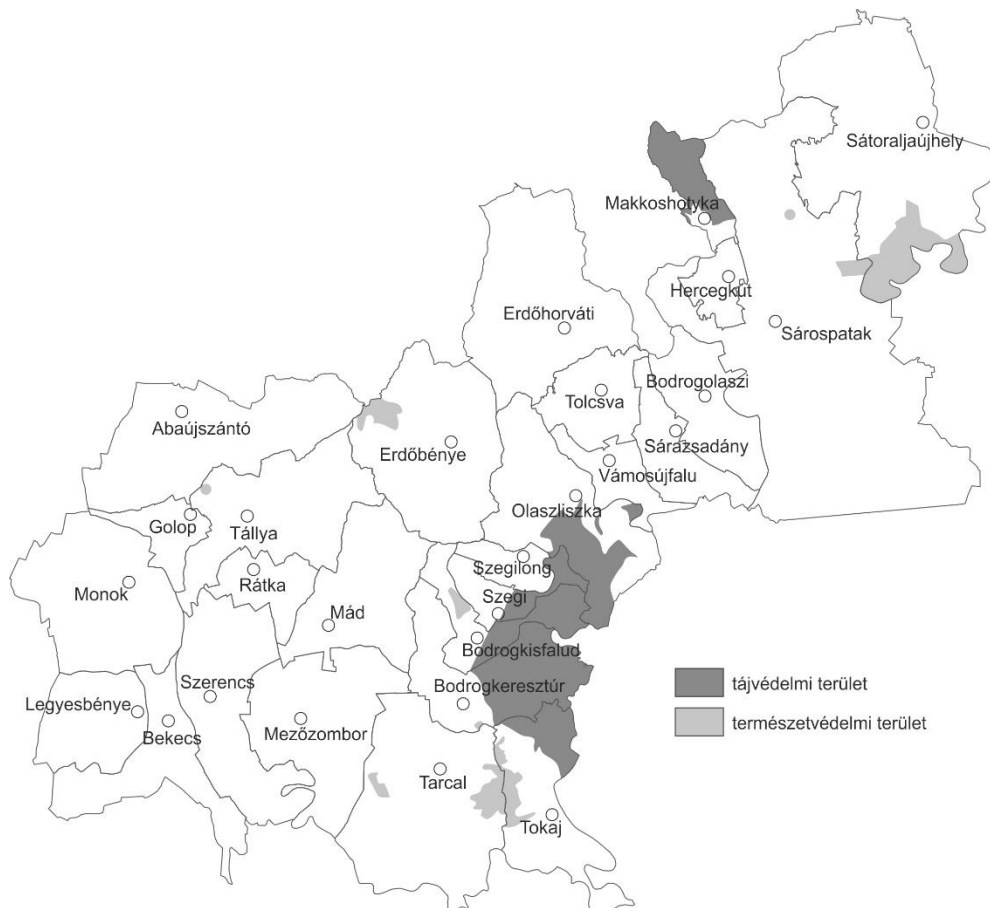 Sátoraljaújhely
Makkoshotyka
Hercegkút
Erdőhorváti
Sárospatak
Bodrogolaszi
Tolcsva
Abaújszántó
Sárazsadány
Erdőbénye
Vámosújfalu
Olaszliszka
Golop
Tállya
Szegilong
Rátka
Monok
Szegi
Mád
Bodrogkisfalud
Szerencs
tájvédelmi terület
Bodrogkeresztúr
Legyesbénye
természetvédelmi terület
Mezőzombor
Bekecs
Tarcal
Tokaj